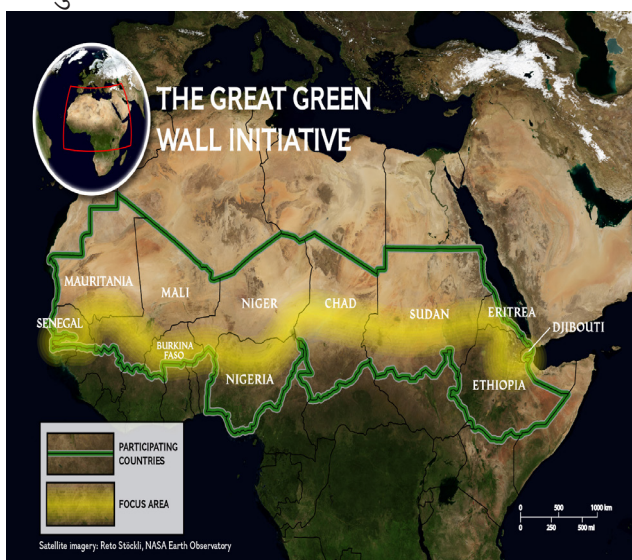 THE GREAT GREEN
WALL INITIATIVE
MAURITANIA
MALI
NIGER
CHAD
SUDAN
ERITREA
DJIBOUTI
SENEGAL
BURKINA
FASO
NIGERIA
ETHIOPIA
PARTICIPATING
COUNTRIES
FOCUS AREA
0 500 1000 km
0 250 500 mi
Satellite imagery: Reto Stöckli, NASA Earth Observatory